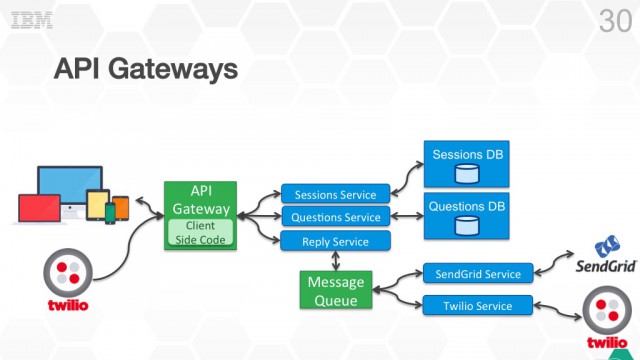 IBM
30
API Gateways
Sessions DB
API
Gateway
Client
Side Code
Sessions Service
Questions Service
Questions DB
Reply Service
twilio
Message
Queue
SendGrid Service
SendGrid
Twilio Service
twilio